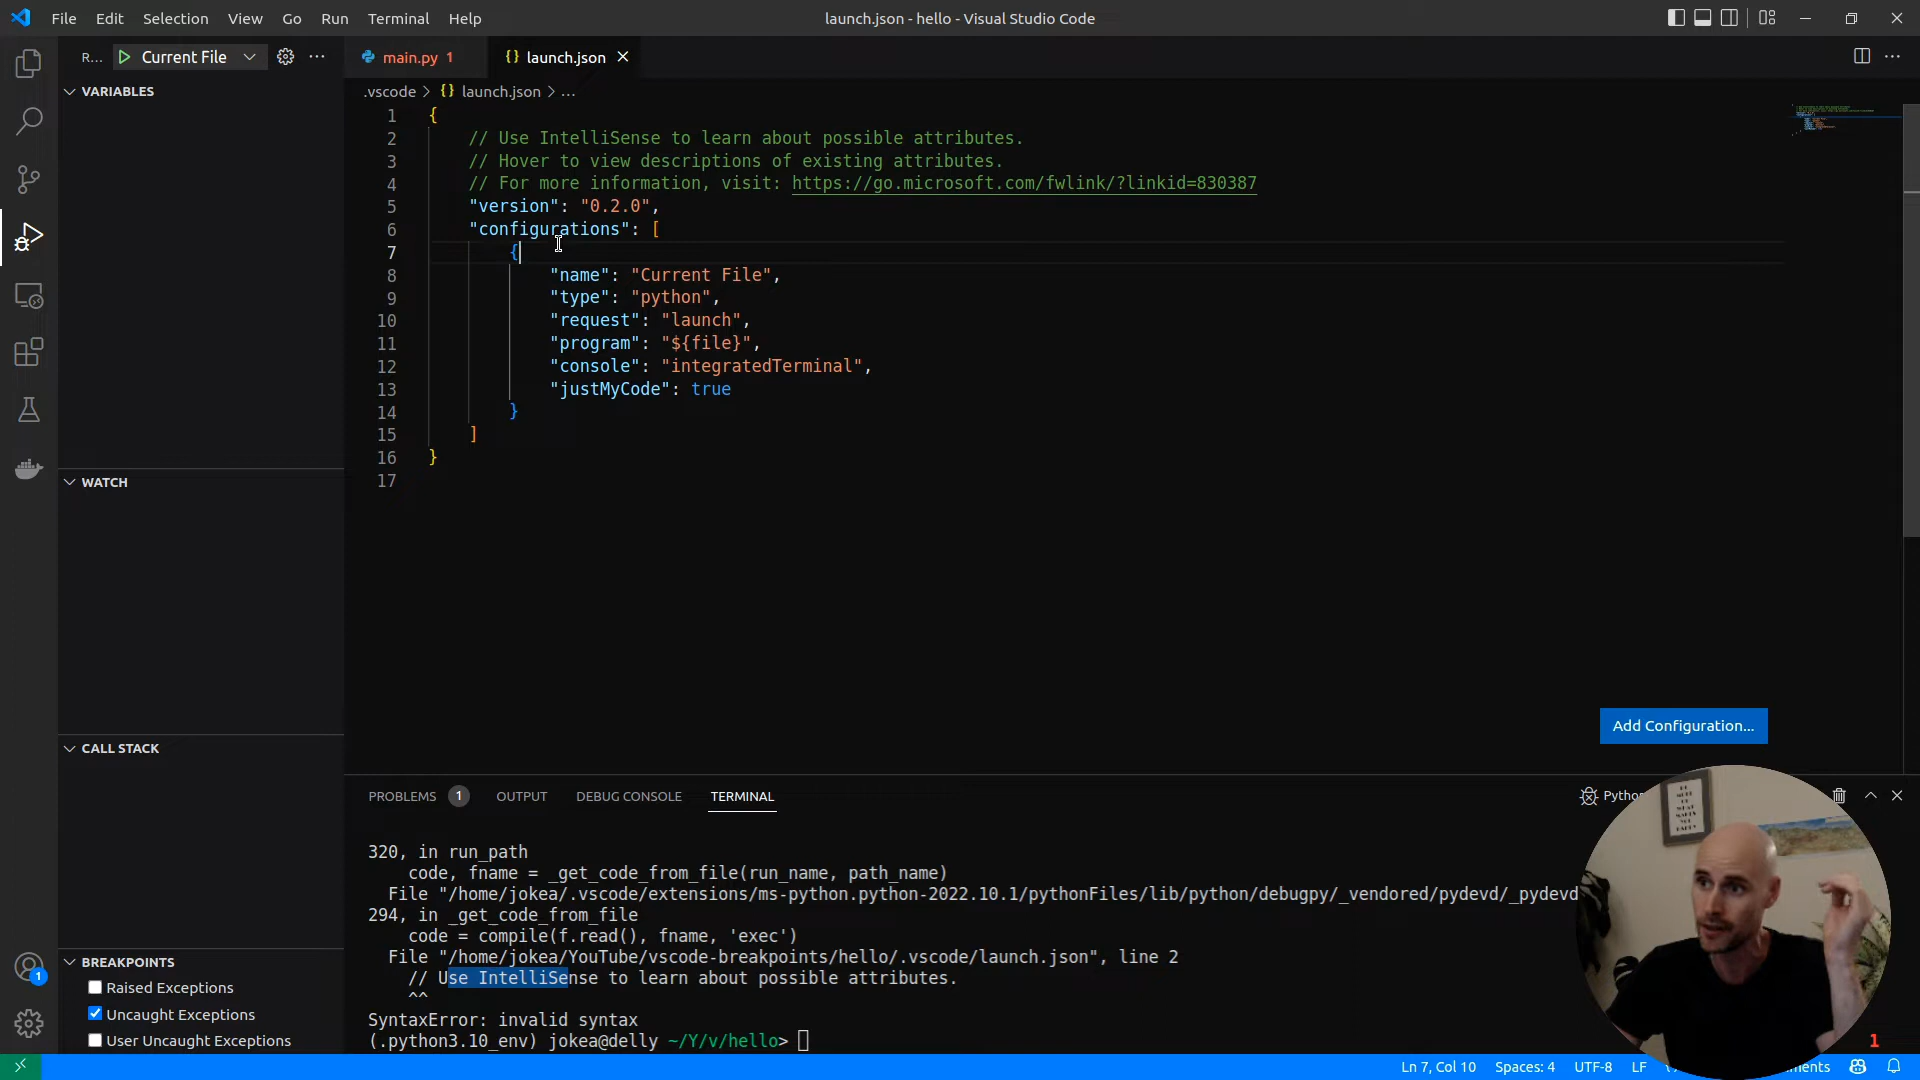 File Edit Selection View Go Run Terminal Help
launch.json - hello - Visual Studio Code
R... Current File
main.py 1
launch.json
.vscode > {} launch.json > ...
VARIABLES
1 {
2 // Use IntelliSense to learn about possible attributes.
3 // Hover to view descriptions of existing attributes.
4 // For more information, visit: https://go.microsoft.com/fwlink/?linkid=830387
5 "version": "0.2.0",
6 "configurations": [
7 {
8 "name": "Current File",
9 "type": "python",
10 "request": "launch",
11 "program": "${file}",
12 "console": "integratedTerminal",
13 "justMyCode": true
14 }
15 ]
16 }
17
WATCH
CALL STACK
BREAKPOINTS
Raised Exceptions
Uncaught Exceptions
User Uncaught Exceptions
1
Add Configuration...
PROBLEMS 1 OUTPUT DEBUG CONSOLE TERMINAL
Python
320, in run_path
code, fname = _get_code_from_file(run_name, path_name)
File "/home/jokea/.vscode/extensions/ms-python.python-2022.10.1/pythonFiles/lib/python/debugpy/_vendored/pydevd/_pydevd
294, in _get_code_from_file
code = compile(f.read(), fname, 'exec')
File "/home/jokea/YouTube/vscode-breakpoints/hello/.vscode/launch.json", line 2
// Use IntelliSense to learn about possible attributes.
^^
SyntaxError: invalid syntax
(.python3.10_env) jokea@delly ~/Y/v/hello>
1
Ln 7, Col 10 Spaces: 4 UTF-8 LF